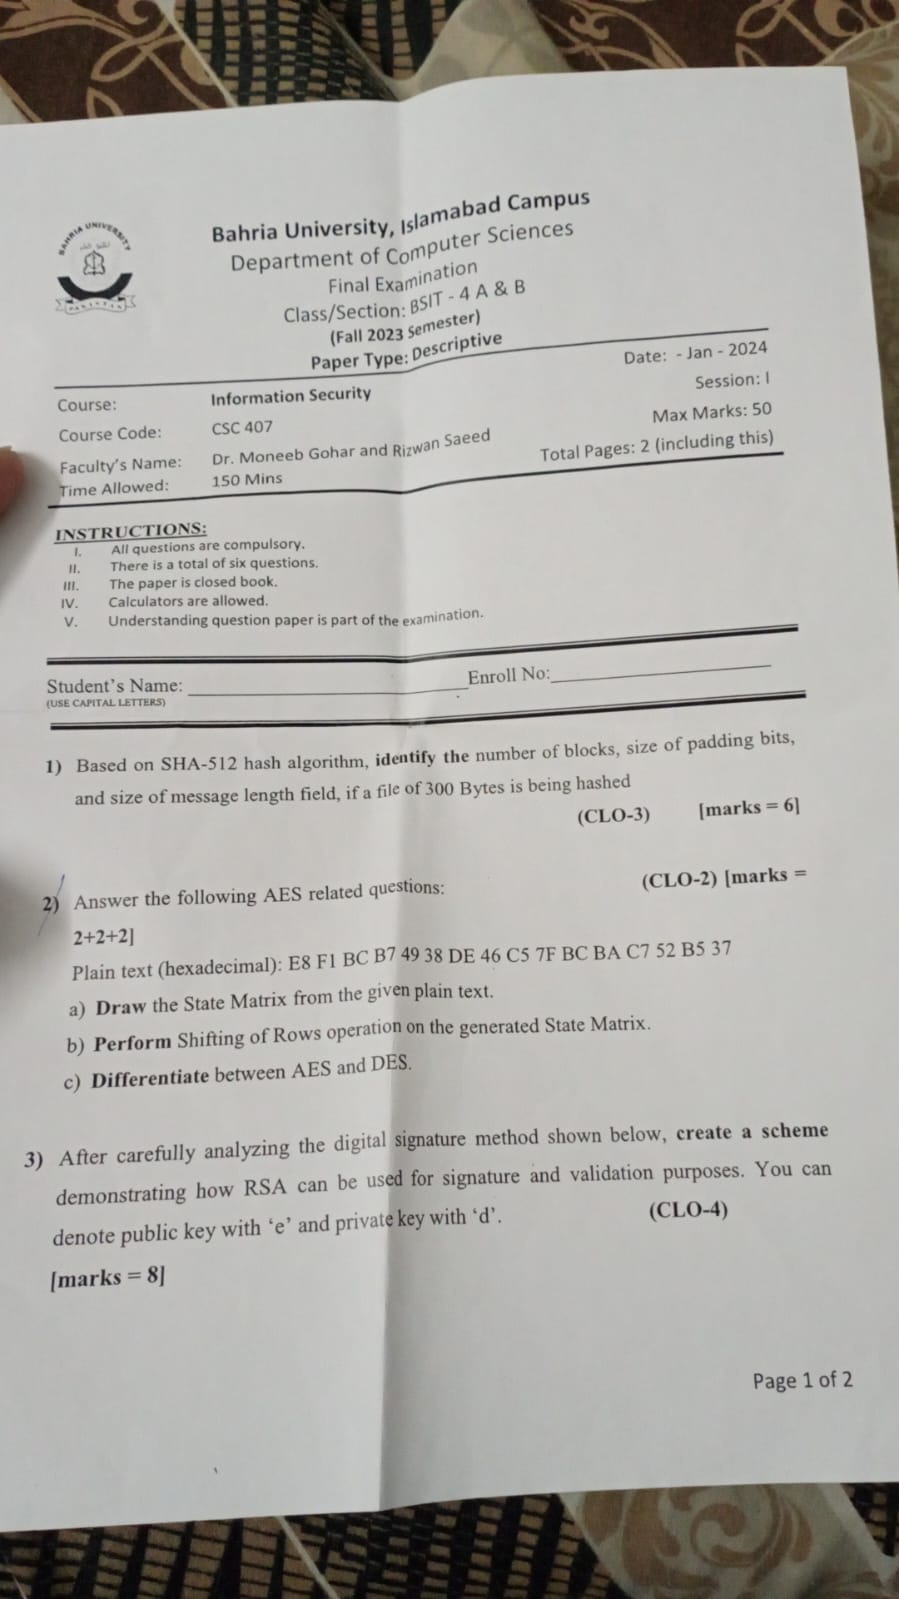 BAHRIA UNIVERSITY
PAKISTAN
Bahria University, Islamabad Campus
Department of Computer Sciences
Final Examination
Class/Section: BSIT - 4 A & B
(Fall 2023 Semester)
Paper Type: Descriptive
Date: - Jan - 2024
Course: Information Security
Session: I
Course Code: CSC 407
Max Marks: 50
Faculty's Name: Dr. Moneeb Gohar and Rizwan Saeed
Total Pages: 2 (including this)
Time Allowed: 150 Mins
INSTRUCTIONS:
I. All questions are compulsory.
II. There is a total of six questions.
III. The paper is closed book.
IV. Calculators are allowed.
V. Understanding question paper is part of the examination.
Student's Name: Enroll No:
(USE CAPITAL LETTERS)
1) Based on SHA-512 hash algorithm, identify the number of blocks, size of padding bits,
and size of message length field, if a file of 300 Bytes is being hashed
(CLO-3) [marks = 6]
2) Answer the following AES related questions: (CLO-2) [marks =
2+2+2]
Plain text (hexadecimal): E8 F1 BC B7 49 38 DE 46 C5 7F BC BA C7 52 B5 37
a) Draw the State Matrix from the given plain text.
b) Perform Shifting of Rows operation on the generated State Matrix.
c) Differentiate between AES and DES.
3) After carefully analyzing the digital signature method shown below, create a scheme
demonstrating how RSA can be used for signature and validation purposes. You can
denote public key with 'e' and private key with 'd'. (CLO-4)
[marks = 8]
Page 1 of 2